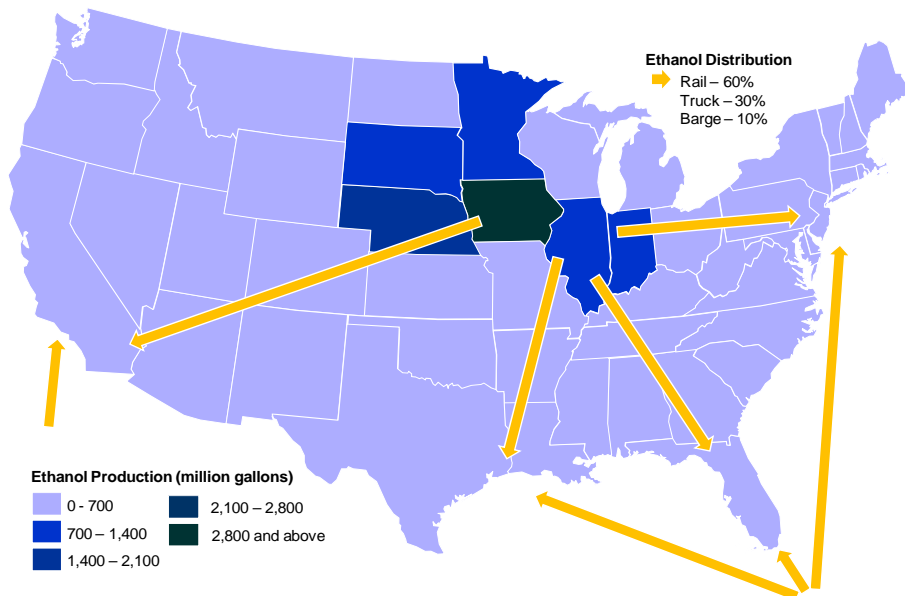 Ethanol Distribution
Rail – 60%
Truck – 30%
Barge – 10%
Ethanol Production (million gallons)
0 - 700
700 – 1,400
1,400 – 2,100
2,100 – 2,800
2,800 and above